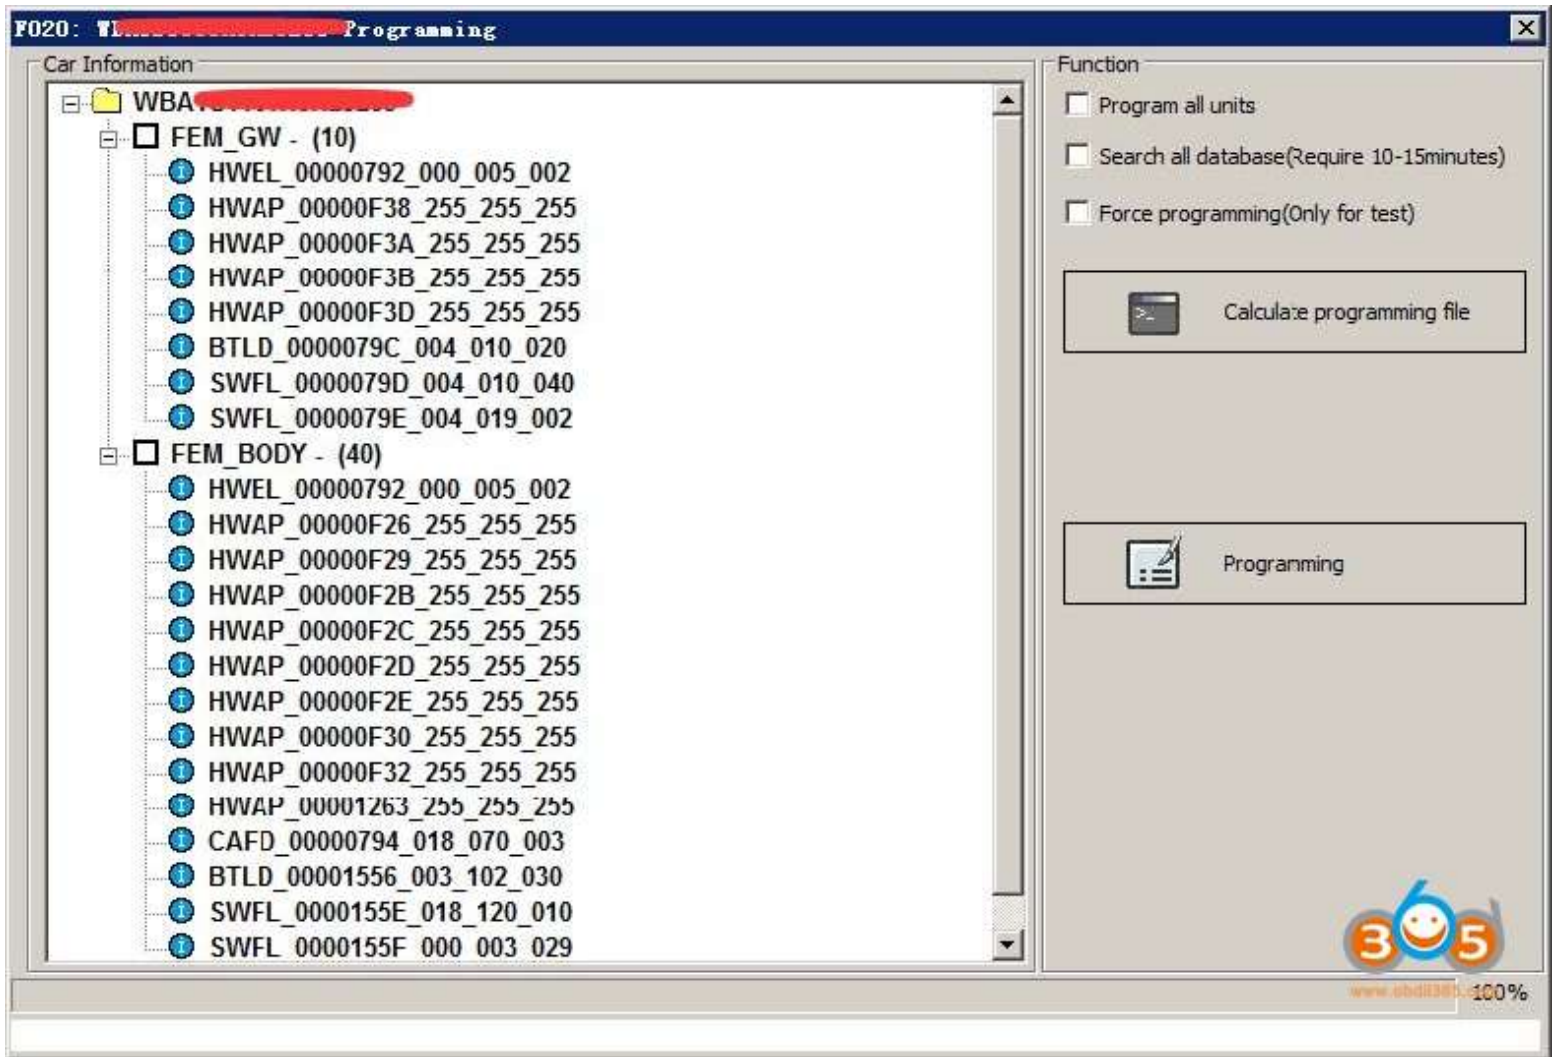 F020: Programming
Car Information
WBA
FEM_GW - (10)
HWEL_00000792_000_005_002
HWAP_00000F38_255_255_255
HWAP_00000F3A_255_255_255
HWAP_00000F3B_255_255_255
HWAP_00000F3D_255_255_255
BTLD_0000079C_004_010_020
SWFL_0000079D_004_010_040
SWFL_0000079E_004_019_002
FEM_BODY - (40)
HWEL_00000792_000_005_002
HWAP_00000F26_255_255_255
HWAP_00000F29_255_255_255
HWAP_00000F2B_255_255_255
HWAP_00000F2C_255_255_255
HWAP_00000F2D_255_255_255
HWAP_00000F2E_255_255_255
HWAP_00000F30_255_255_255
HWAP_00000F32_255_255_255
HWAP_00001263_255_255_255
CAFD_00000794_018_070_003
BTLD_00001556_003_102_030
SWFL_0000155E_018_120_010
SWFL_0000155F_000_003_029
Function
Program all units
Search all database(Require 10-15minutes)
Force programming(Only for test)
Calculate programming file
Programming
365
100%